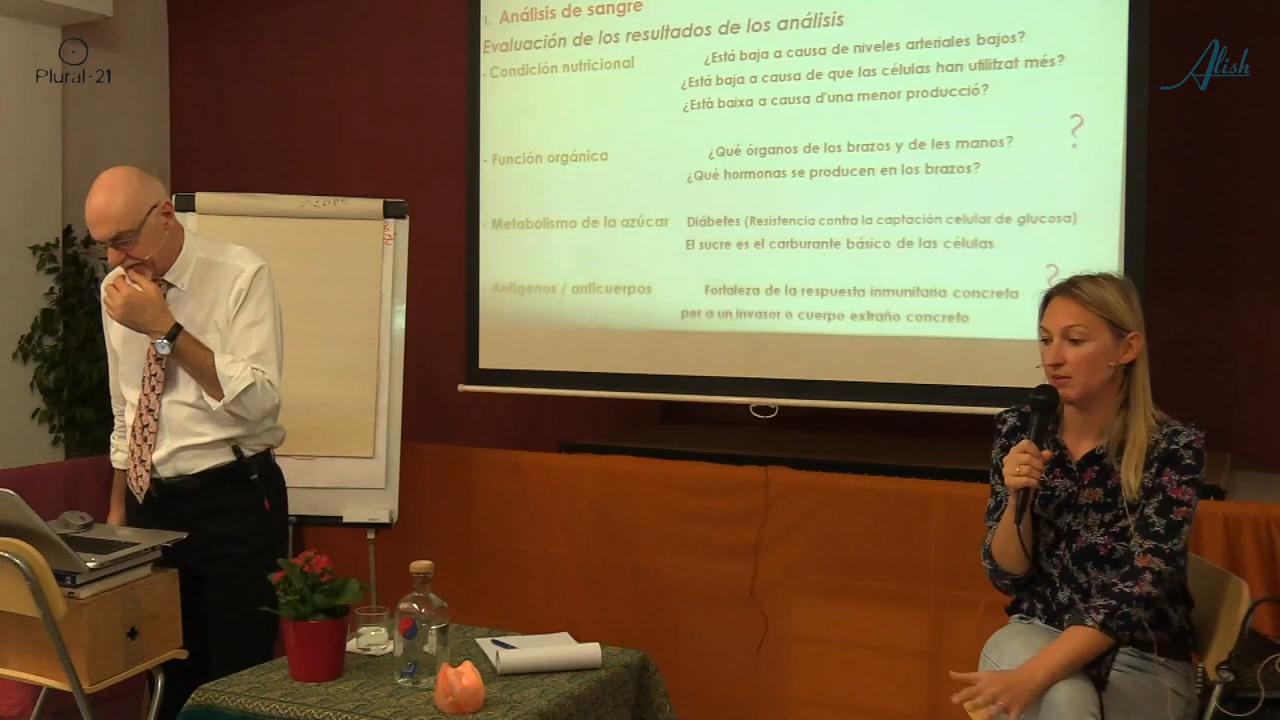 Plural-21
Alish
I. Análisis de sangre
Evaluación de los resultados de los análisis
- Condición nutricional
¿Está baja a causa de niveles arteriales bajos?
¿Está baja a causa de que las células han utilitzat més?
¿Està baixa a causa d'una menor producció?
?
- Función orgánica
¿Qué órganos de los brazos y de les manos?
¿Qué hormonas se producen en los brazos?
- Metabolismo de la azúcar
Diábetes (Resistencia contra la captación celular de glucosa)
El sucre es el carburante básico de las células
?
- Antígenos / anticuerpos
Fortaleza de la respuesta inmunitaria concreta
per a un invasor o cuerpo extraño concreto